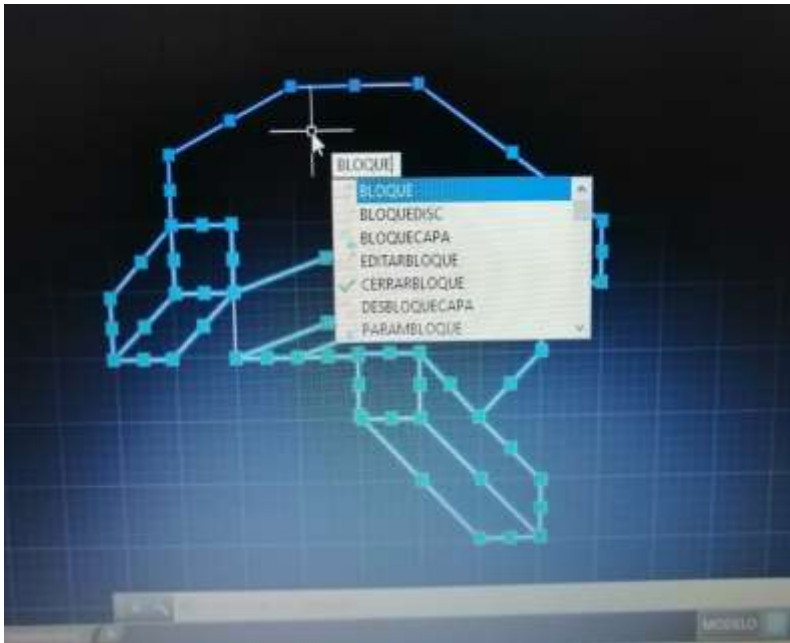 BLOQUE
BLOQUE
BLOQUEDISC
BLOQUECAPA
EDITARBLOQUE
CERRARBLOQUE
DESBLOQUECAPA
PARAMBLOQUE
MODELO